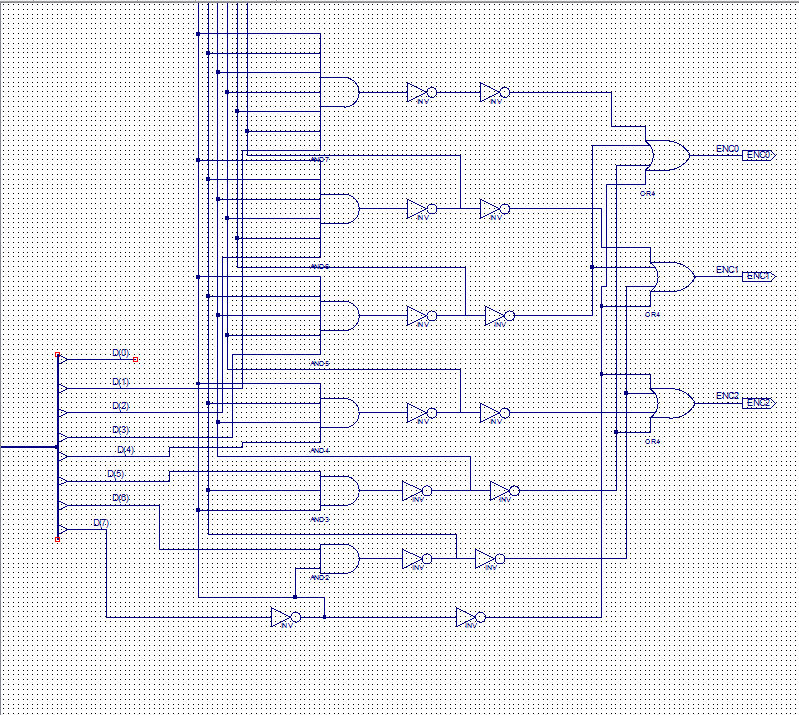 INV
INV
ENC0
ENC0
AND7
OR4
INV
INV
AND6
ENC1
ENC1
INV
INV
OR4
D(0)
AND5
D(1)
D(2)
ENC2
ENC2
INV
INV
D(3)
D(4)
AND4
OR4
D(5)
D(6)
INV
INV
AND3
D(7)
INV
INV
AND2
INV
INV